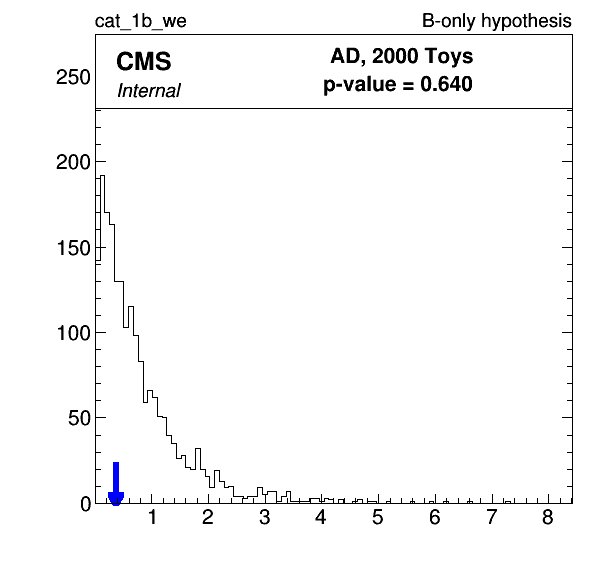 cat_1b_we B-only hypothesis
CMS AD, 2000 Toys
Internal p-value = 0.640
250
200
150
100
50
0
1 2 3 4 5 6 7 8